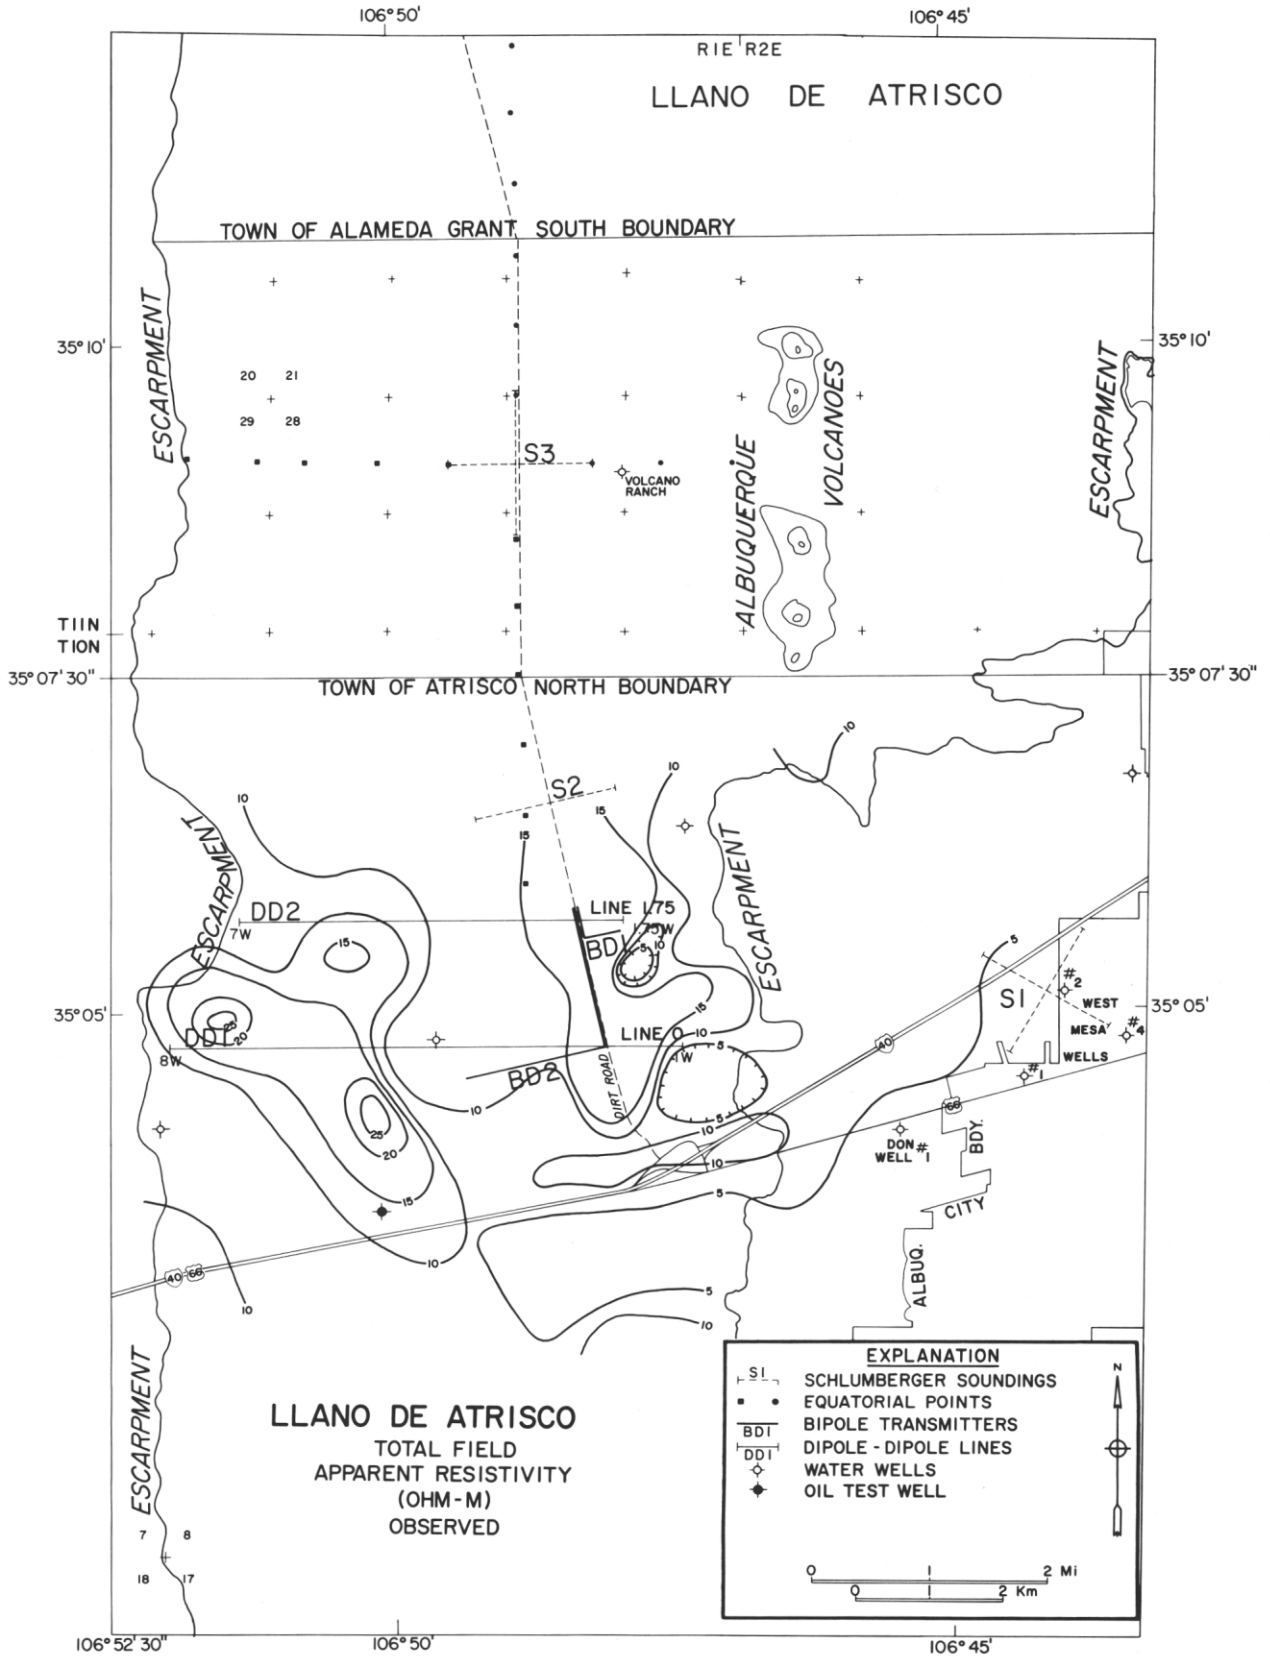 106°50'
106°45'
R1E R2E
LLANO DE ATRISCO
TOWN OF ALAMEDA GRANT SOUTH BOUNDARY
ESCARPMENT
35°10'
35°10'
20 21
29 28
ESCARPMENT
ALBUQUERQUE
VOLCANOES
S3
VOLCANO
RANCH
T11N
T10N
35°07'30"
35°07'30"
TOWN OF ATRISCO NORTH BOUNDARY
10
10
S2
10
15
15
ESCARPMENT
ESCARPMENT
DD2
7W
LINE 1.75
1.75W
BD1
5
10
15
S1
5
#2
WEST
MESA
#4
WELLS
#1
35°05'
35°05'
25
20
15
10
DD1
8W
LINE 0
1W
5
BD2
DIRT ROAD
40
66
10
5
10
10
25
20
15
10
5
DON #1
WELL
BDY.
CITY
ALBUQ.
40 66
10
5
10
ESCARPMENT
LLANO DE ATRISCO
TOTAL FIELD
APPARENT RESISTIVITY
(OHM-M)
OBSERVED
7 8
18 17
EXPLANATION
S1 SCHLUMBERGER SOUNDINGS
EQUATORIAL POINTS
BD1 BIPOLE TRANSMITTERS
DD1 DIPOLE-DIPOLE LINES
WATER WELLS
OIL TEST WELL
N
0 1 2 Mi
0 1 2 Km
106°52'30"
106°50'
106°45'